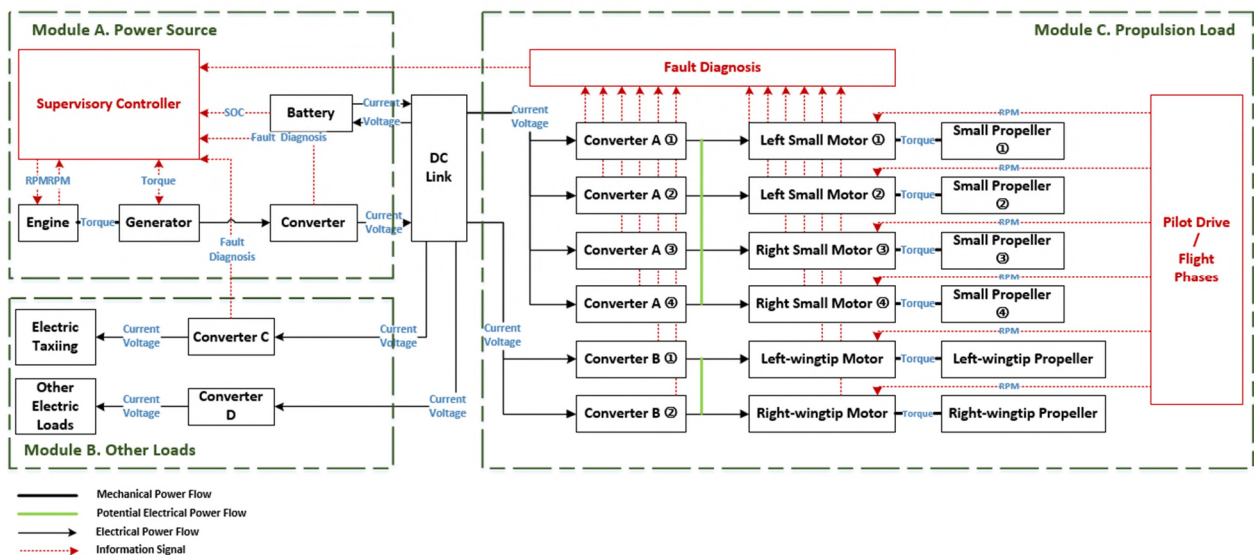 Module A. Power Source
Supervisory Controller
SOC
Battery
Current
Voltage
Fault Diagnosis
RPM RPM
Torque
Engine
Torque
Generator
Converter
Current
Voltage
Fault
Diagnosis
DC
Link
Electric
Taxiing
Current
Voltage
Converter C
Current
Voltage
Other
Electric
Loads
Current
Voltage
Converter
D
Current
Voltage
Module B. Other Loads
Module C. Propulsion Load
Fault Diagnosis
Current
Voltage
Current
Voltage
Converter A ①
Left Small Motor ①
Torque
Small Propeller
①
RPM
Converter A ②
Left Small Motor ②
Torque
Small Propeller
②
RPM
Converter A ③
Right Small Motor ③
Torque
Small Propeller
③
RPM
Converter A ④
Right Small Motor ④
Torque
Small Propeller
④
RPM
Converter B ①
Left-wingtip Motor
Torque
Left-wingtip Propeller
RPM
Converter B ②
Right-wingtip Motor
Torque
Right-wingtip Propeller
RPM
Pilot Drive
/
Flight
Phases
Mechanical Power Flow
Potential Electrical Power Flow
Electrical Power Flow
Information Signal